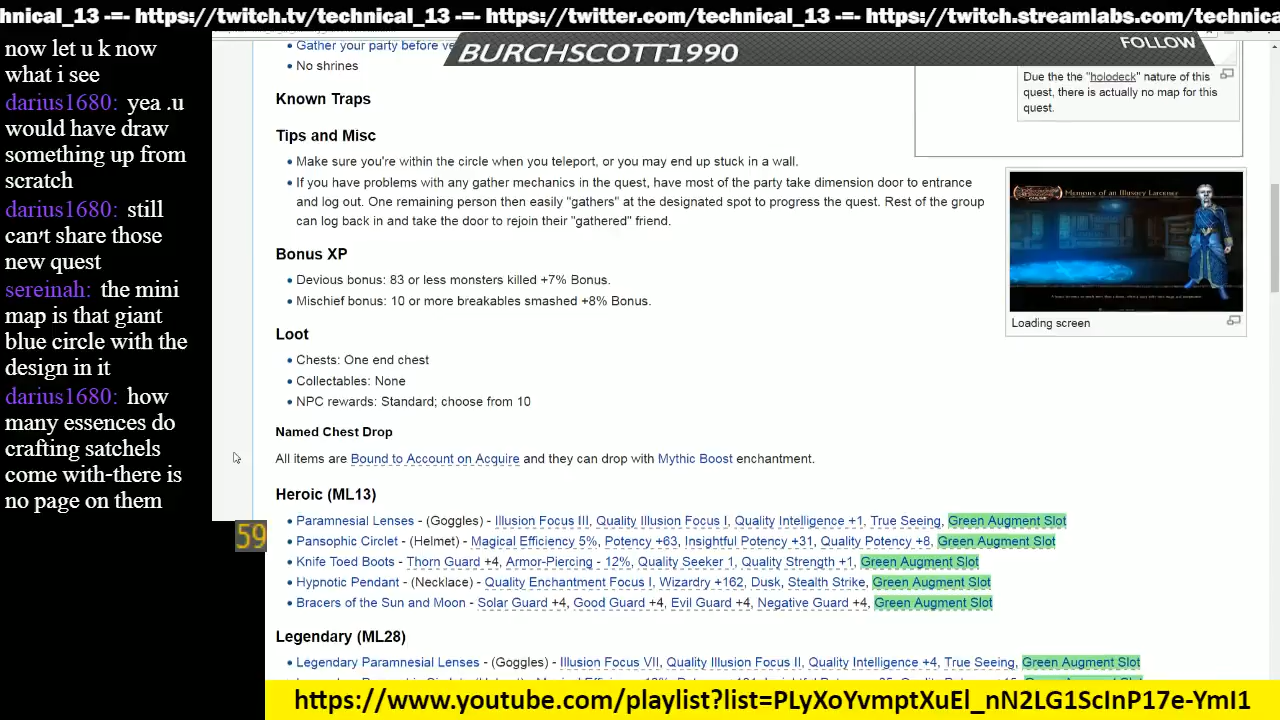 hnical_13 -=- https://twitch.tv/technical_13 -=- https://twitter.com/technical_13 -=- https://twitch.streamlabs.com/technica
now let u k now
what i see
darius1680: yea .u
would have draw
something up from
scratch
darius1680: still
can't share those
new quest
sereinah: the mini
map is that giant
blue circle with the
design in it
darius1680: how
many essences do
crafting satchels
come with-there is
no page on them
59
BURCHSCOTT1990
FOLLOW
Gather your party before ve
No shrines
Known Traps
Tips and Misc
Make sure you're within the circle when you teleport, or you may end up stuck in a wall.
If you have problems with any gather mechanics in the quest, have most of the party take dimension door to entrance
and log out. One remaining person then easily "gathers" at the designated spot to progress the quest. Rest of the group
can log back in and take the door to rejoin their "gathered" friend.
Bonus XP
Devious bonus: 83 or less monsters killed +7% Bonus.
Mischief bonus: 10 or more breakables smashed +8% Bonus.
Loot
Chests: One end chest
Collectables: None
NPC rewards: Standard; choose from 10
Named Chest Drop
All items are Bound to Account on Acquire and they can drop with Mythic Boost enchantment.
Heroic (ML13)
Paramnesial Lenses - (Goggles) - Illusion Focus III, Quality Illusion Focus I, Quality Intelligence +1, True Seeing, Green Augment Slot
Pansophic Circlet - (Helmet) - Magical Efficiency 5%, Potency +63, Insightful Potency +31, Quality Potency +8, Green Augment Slot
Knife Toed Boots - Thorn Guard +4, Armor-Piercing - 12%, Quality Seeker 1, Quality Strength +1, Green Augment Slot
Hypnotic Pendant - (Necklace) - Quality Enchantment Focus I, Wizardry +162, Dusk, Stealth Strike, Green Augment Slot
Bracers of the Sun and Moon - Solar Guard +4, Good Guard +4, Evil Guard +4, Negative Guard +4, Green Augment Slot
Legendary (ML28)
Legendary Paramnesial Lenses - (Goggles) - Illusion Focus VII, Quality Illusion Focus II, Quality Intelligence +4, True Seeing, Green Augment Slot
Due the the "holodeck" nature of this
quest, there is actually no map for this
quest.
Memoirs of an Illusory Larcener
Loading screen
https://www.youtube.com/playlist?list=PLyXoYvmptXuEl_nN2LG1ScInP17e-YmI1